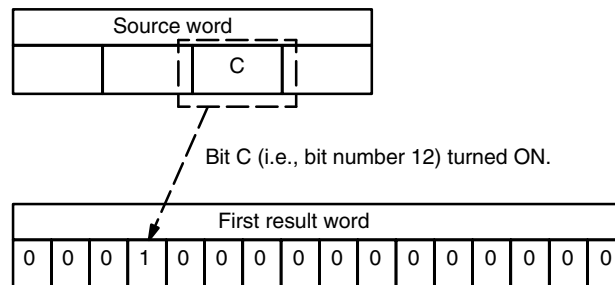 Source word
C
Bit C (i.e., bit number 12) turned ON.
First result word
0 0 0 1 0 0 0 0 0 0 0 0 0 0 0 0